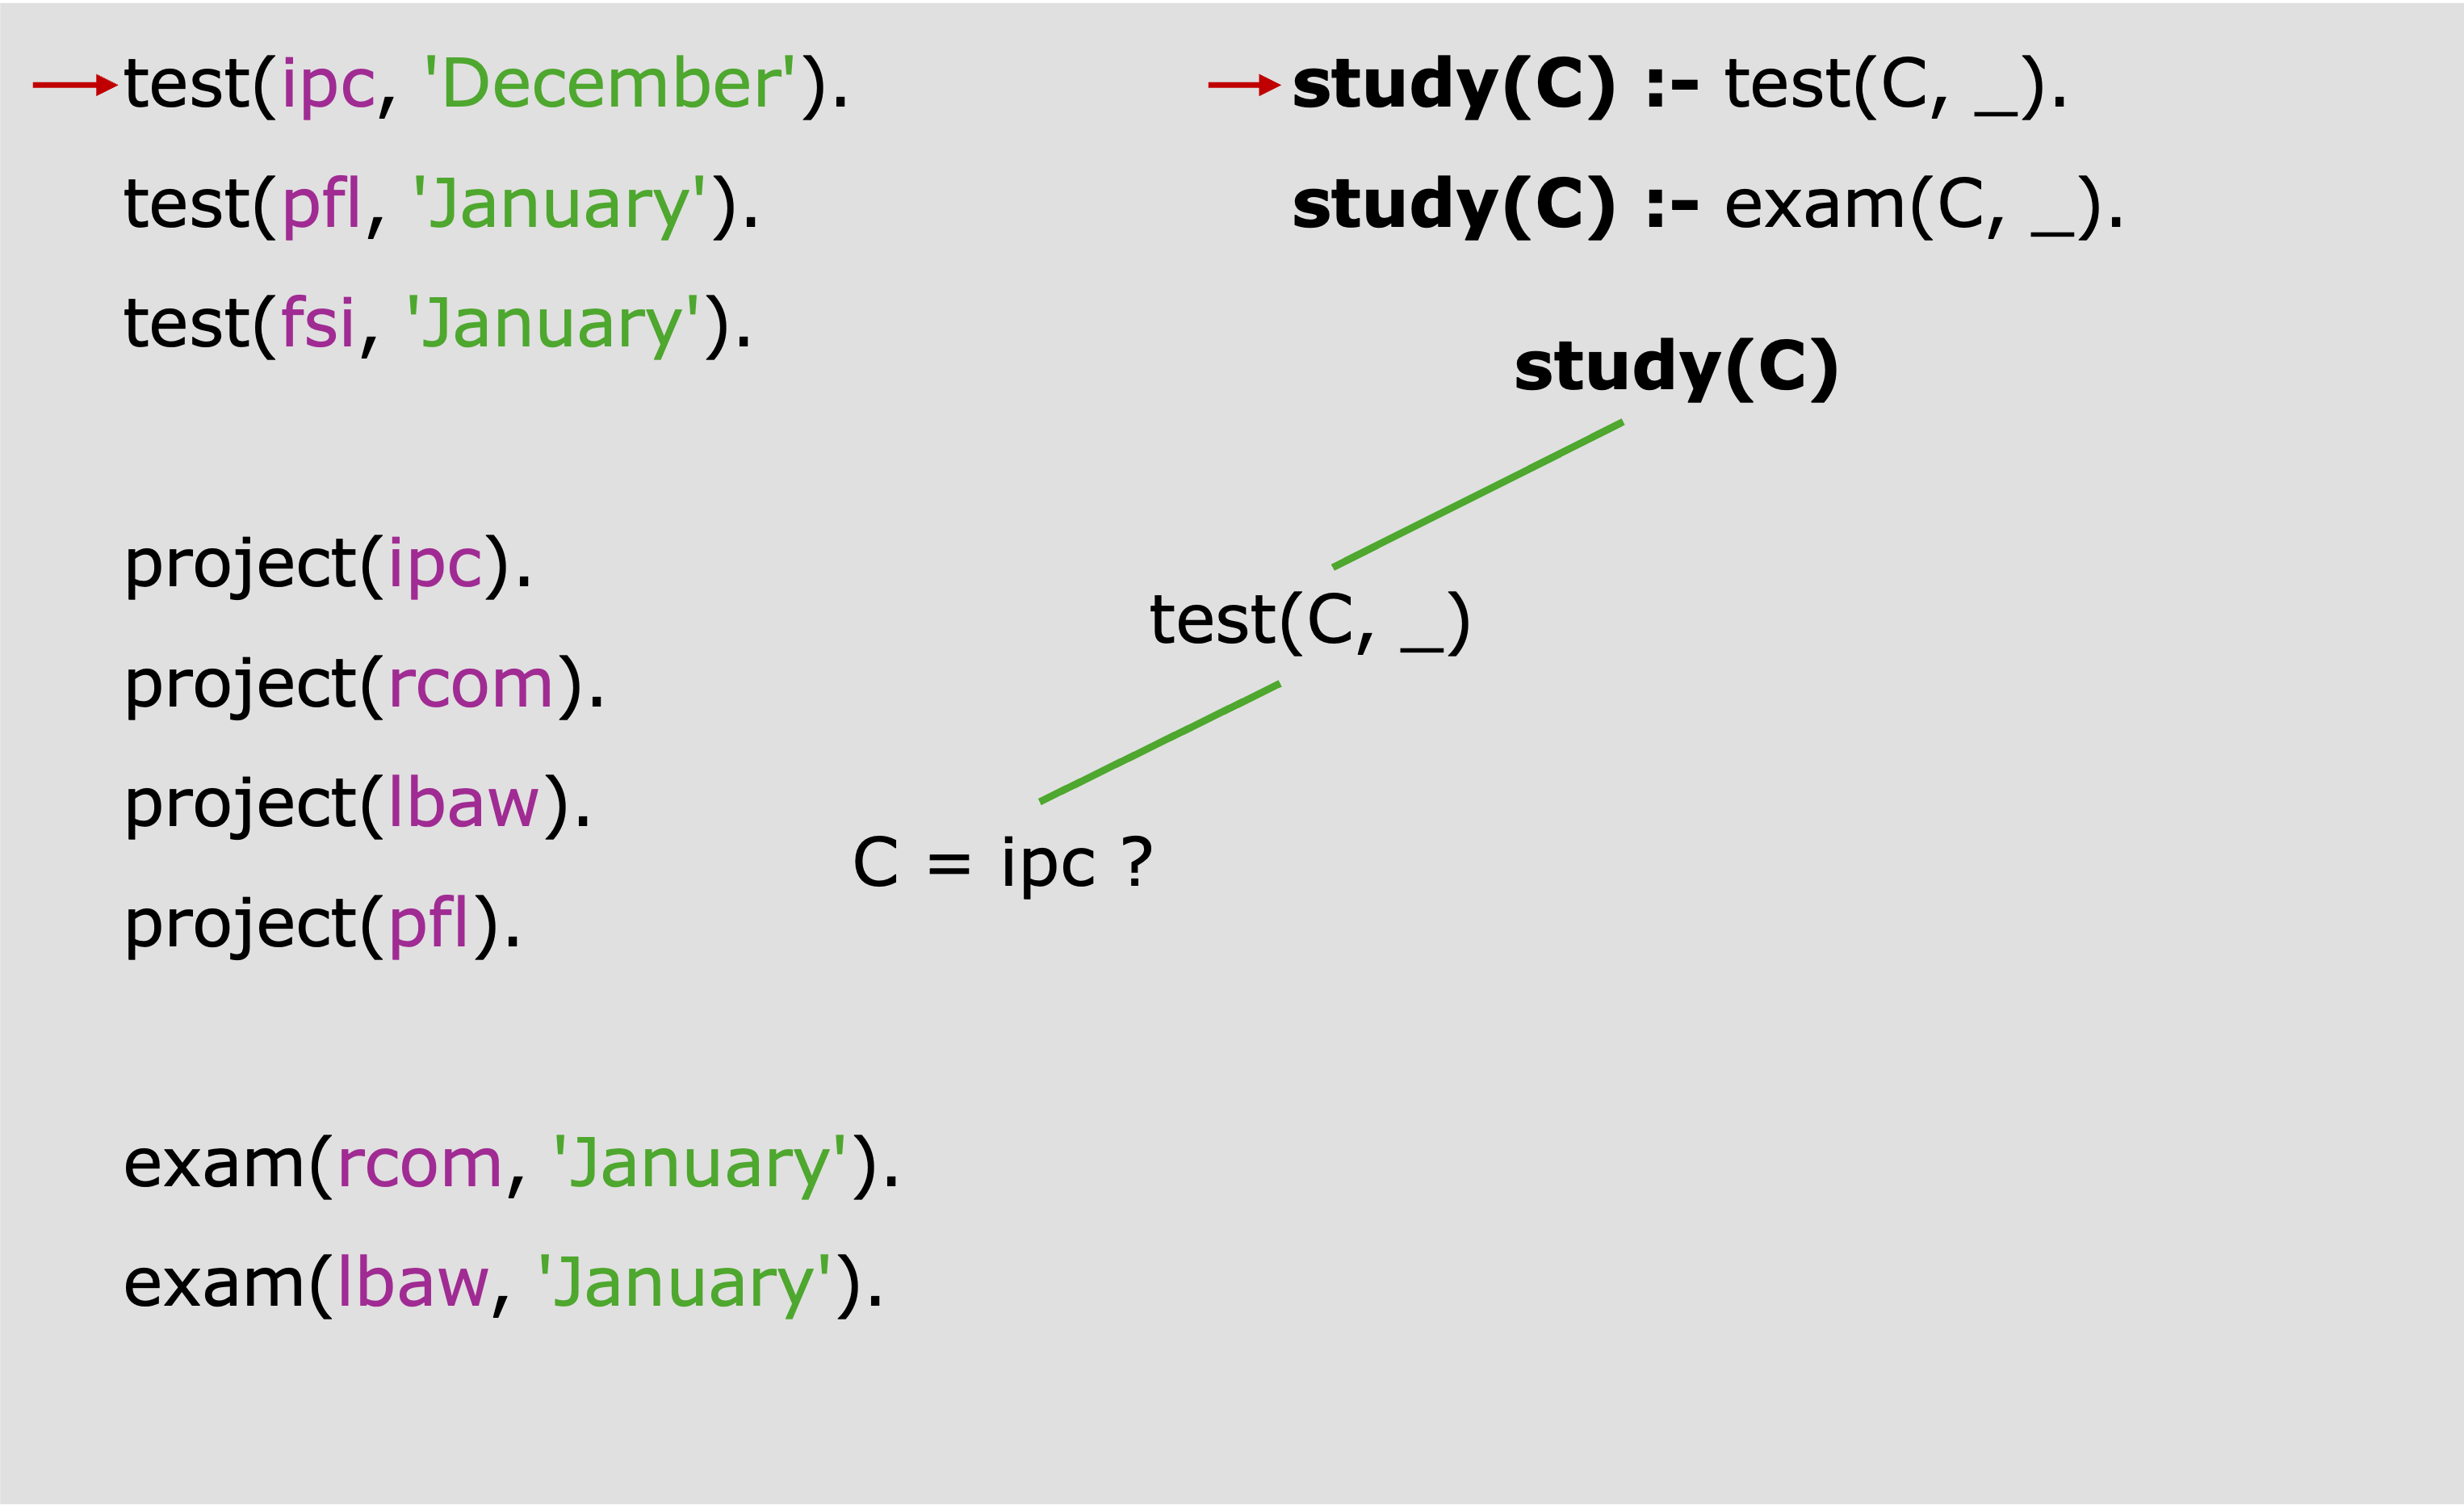 test(ipc, 'December').
test(pfl, 'January').
test(fsi, 'January').
project(ipc).
project(rcom).
project(lbaw).
project(pfl).
exam(rcom, 'January').
exam(lbaw, 'January').
study(C) :- test(C, _).
study(C) :- exam(C, _).
study(C)
test(C, _)
C = ipc ?